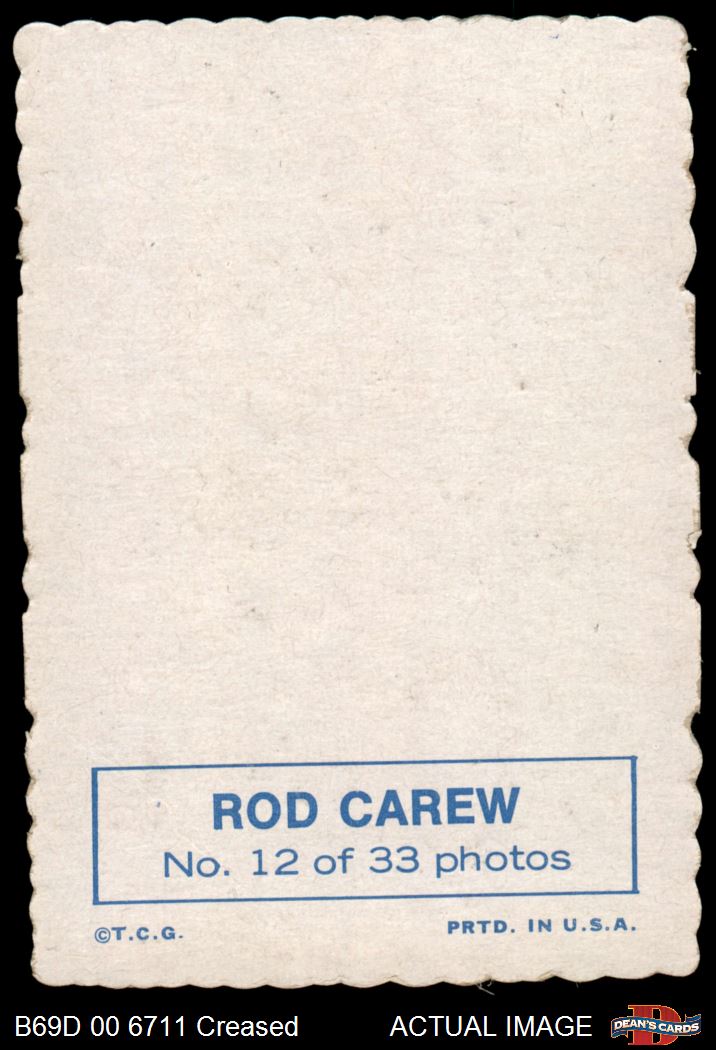 ROD CAREW
No. 12 of 33 photos
©T.C.G.
PRTD. IN U.S.A.
B69D 00 6711 Creased
ACTUAL IMAGE
DEAN'S CARDS